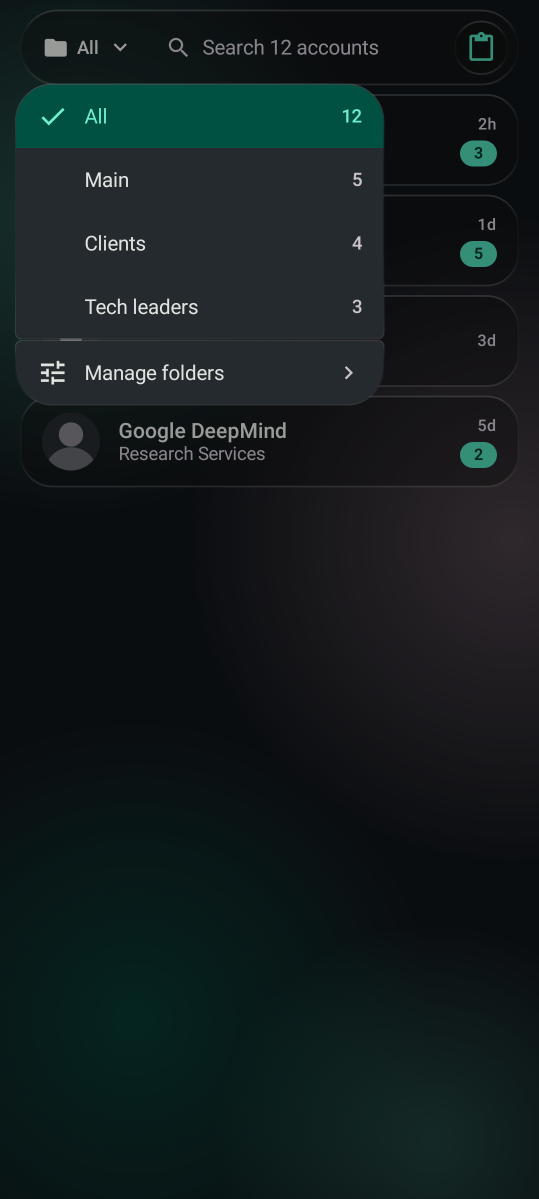 All Search 12 accounts
All 12
2h
3
Main 5
1d
Clients 4
5
Tech leaders 3
3d
Manage folders
Google DeepMind 5d
Research Services 2